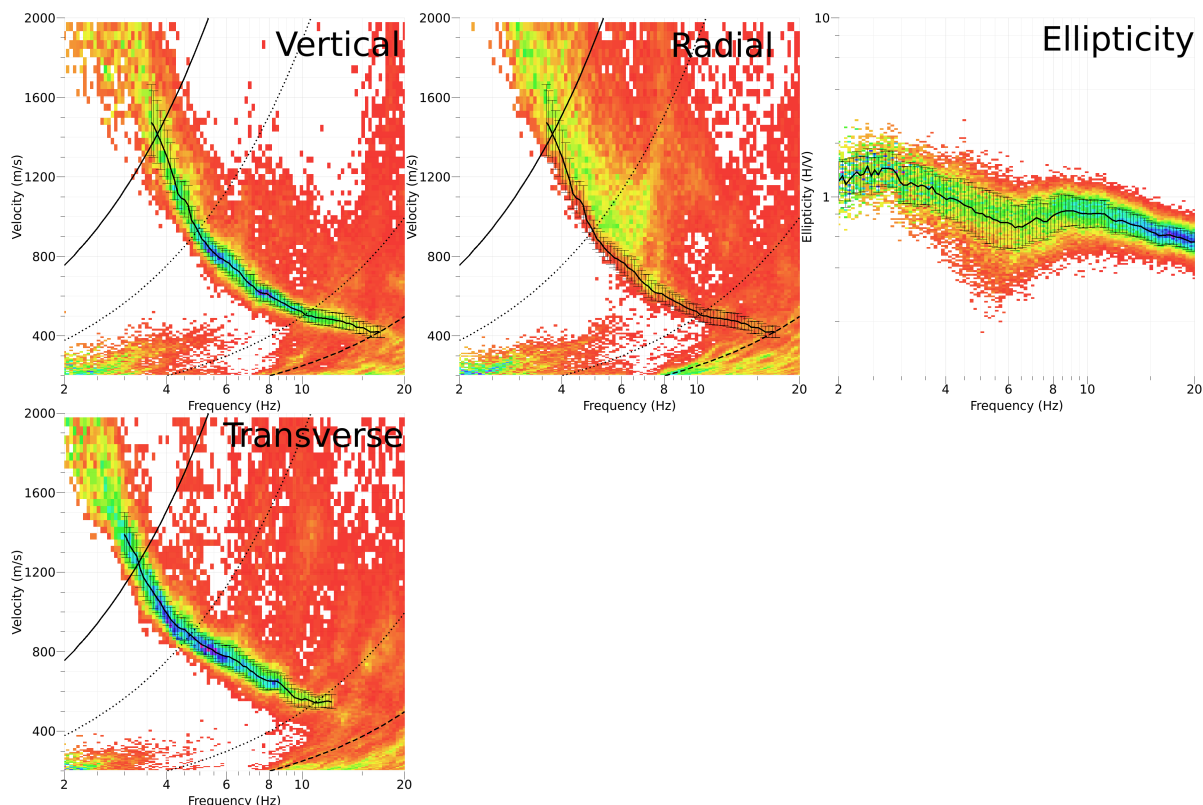 Vertical
2000
1600
1200
800
400
Velocity (m/s)
2 4 6 8 10 20
Frequency (Hz)
Radial
2000
1600
1200
800
400
Velocity (m/s)
2 4 6 8 10 20
Frequency (Hz)
Ellipticity
10
1
Ellipticity (H/V)
2 4 6 8 10 20
Frequency (Hz)
Transverse
2000
1600
1200
800
400
Velocity (m/s)
2 4 6 8 10 20
Frequency (Hz)